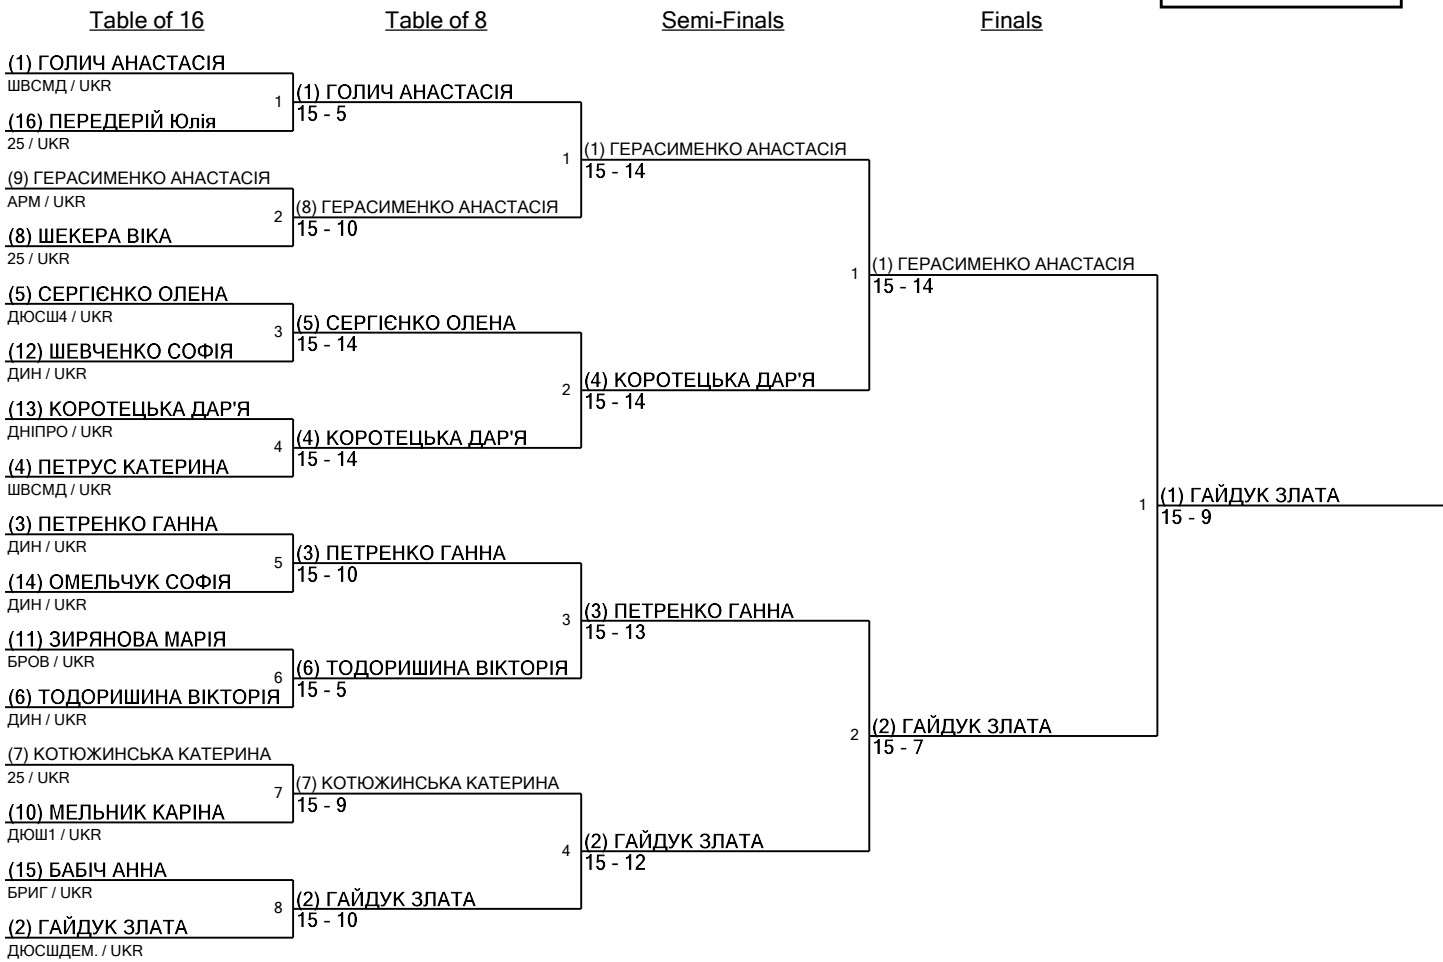 Table of 16
Table of 8
Semi-Finals
Finals
(1) ГОЛИЧ АНАСТАСІЯ
ШВСМД / UKR
1
(16) ПЕРЕДЕРІЙ Юлія
25 / UKR
(9) ГЕРАСИМЕНКО АНАСТАСІЯ
АРМ / UKR
2
(8) ШЕКЕРА ВІКА
25 / UKR
(5) СЕРГІЄНКО ОЛЕНА
ДЮСШ4 / UKR
3
(12) ШЕВЧЕНКО СОФІЯ
ДИН / UKR
(13) КОРОТЕЦЬКА ДАР'Я
ДНІПРО / UKR
4
(4) ПЕТРУС КАТЕРИНА
ШВСМД / UKR
(3) ПЕТРЕНКО ГАННА
ДИН / UKR
5
(14) ОМЕЛЬЧУК СОФІЯ
ДИН / UKR
(11) ЗИРЯНОВА МАРІЯ
БРОВ / UKR
6
(6) ТОДОРИШИНА ВІКТОРІЯ
ДИН / UKR
(7) КОТЮЖИНСЬКА КАТЕРИНА
25 / UKR
7
(10) МЕЛЬНИК КАРІНА
ДЮШ1 / UKR
(15) БАБІЧ АННА
БРИГ / UKR
8
(2) ГАЙДУК ЗЛАТА
ДЮСШДЕМ. / UKR
(1) ГОЛИЧ АНАСТАСІЯ
15 - 5
1
(8) ГЕРАСИМЕНКО АНАСТАСІЯ
15 - 10
(5) СЕРГІЄНКО ОЛЕНА
15 - 14
2
(4) КОРОТЕЦЬКА ДАР'Я
15 - 14
(3) ПЕТРЕНКО ГАННА
15 - 10
3
(6) ТОДОРИШИНА ВІКТОРІЯ
15 - 5
(7) КОТЮЖИНСЬКА КАТЕРИНА
15 - 9
4
(2) ГАЙДУК ЗЛАТА
15 - 10
(1) ГЕРАСИМЕНКО АНАСТАСІЯ
15 - 14
1
(4) КОРОТЕЦЬКА ДАР'Я
15 - 14
(3) ПЕТРЕНКО ГАННА
15 - 13
2
(2) ГАЙДУК ЗЛАТА
15 - 12
(1) ГЕРАСИМЕНКО АНАСТАСІЯ
15 - 14
1
(2) ГАЙДУК ЗЛАТА
15 - 7
(1) ГАЙДУК ЗЛАТА
15 - 9